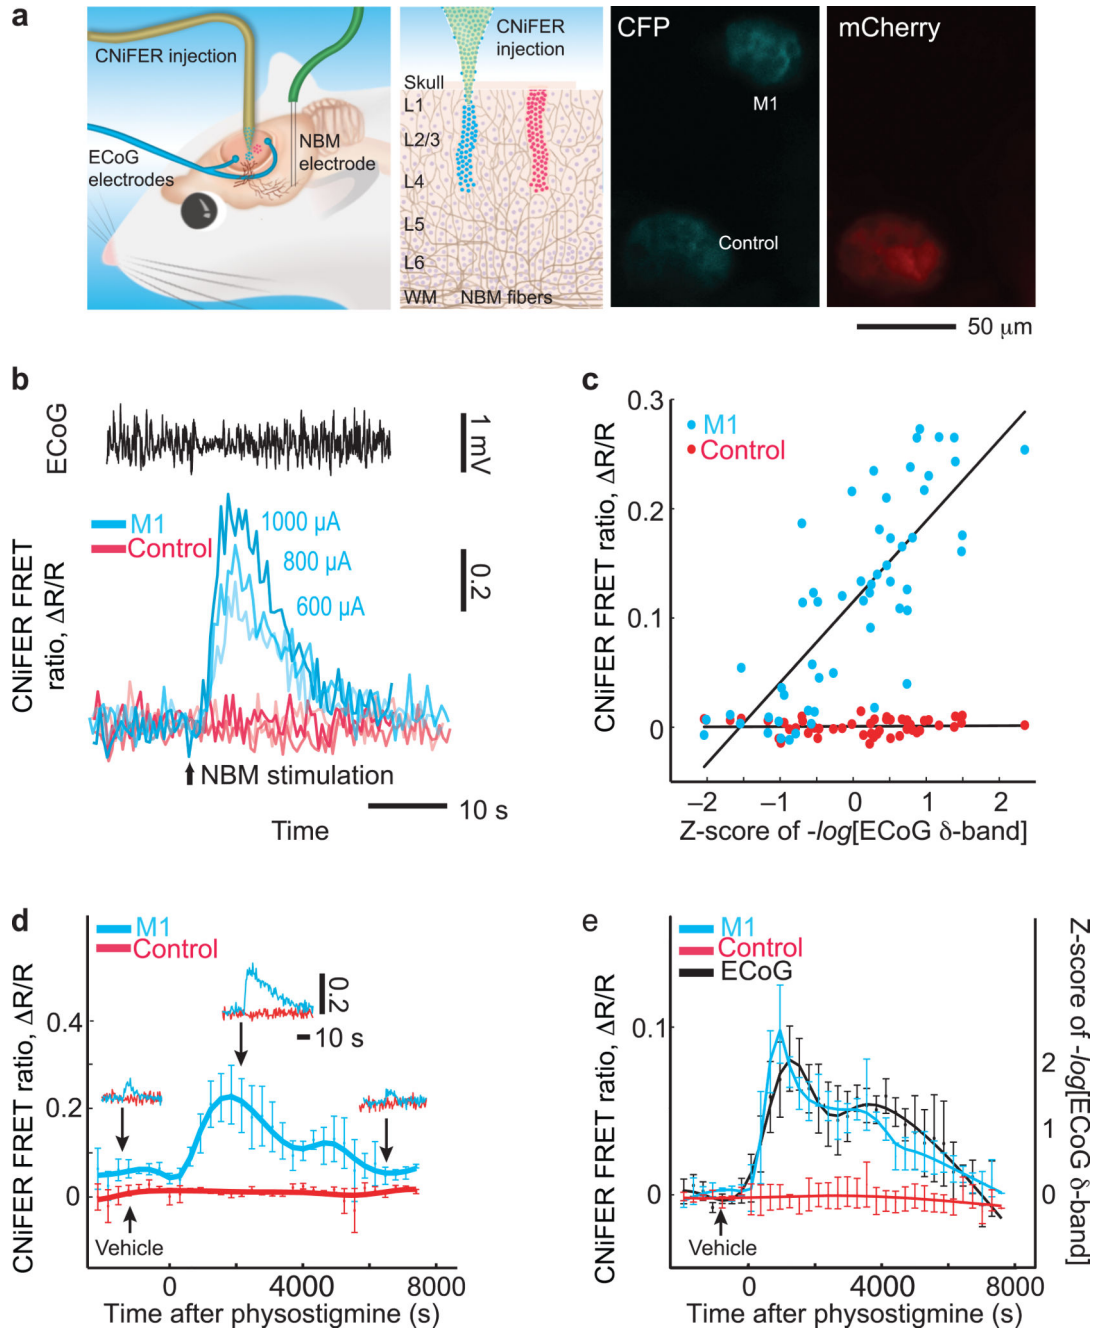 a
CNiFER injection
ECoG
electrodes
NBM
electrode
CNiFER
injection
Skull
L1
L2/3
L4
L5
L6
WM
NBM fibers
CFP
M1
Control
mCherry
50 μm
b
ECoG
1 mV
M1
Control
1000 μA
800 μA
600 μA
0.2
CNiFER FRET
ratio, ΔR/R
NBM stimulation
10 s
Time
c
M1
Control
CNiFER FRET ratio, ΔR/R
0.3
0.2
0.1
0
–2
–1
0
1
2
Z-score of -log[ECoG δ-band]
d
M1
Control
CNiFER FRET ratio, ΔR/R
0.4
0.2
0
0.2
10 s
Vehicle
0
4000
8000
Time after physostigmine (s)
e
M1
Control
ECoG
CNiFER FRET ratio, ΔR/R
0.1
0
Z-score of -log[ECoG δ-band]
2
1
0
Vehicle
0
4000
8000
Time after physostigmine (s)